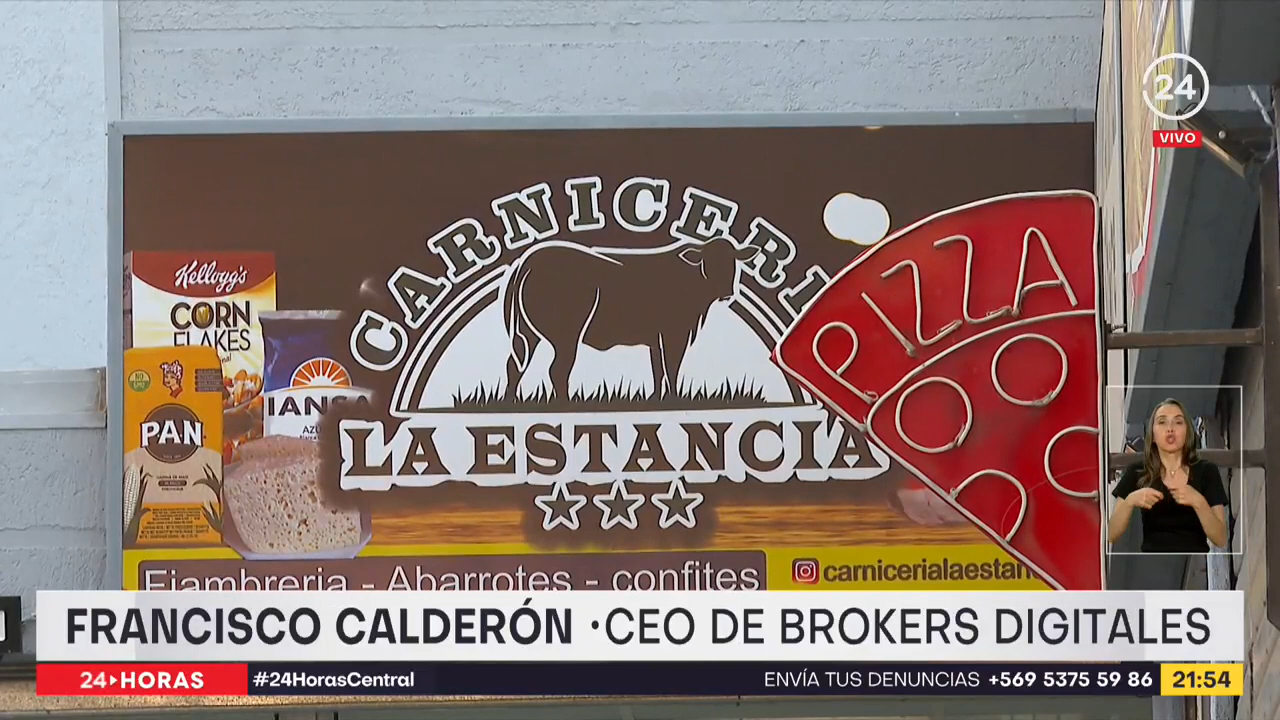 24
VIVO
CARNICERI
Kellogg's
CORN
FLAKES
PIZZA
IANSA
PAN
LA ESTANCIA
Fiambreria - Abarrotes - confites
carnicerialaestan
FRANCISCO CALDERÓN · CEO DE BROKERS DIGITALES
24 HORAS
#24HorasCentral
ENVÍA TUS DENUNCIAS +569 5375 59 86
21:54